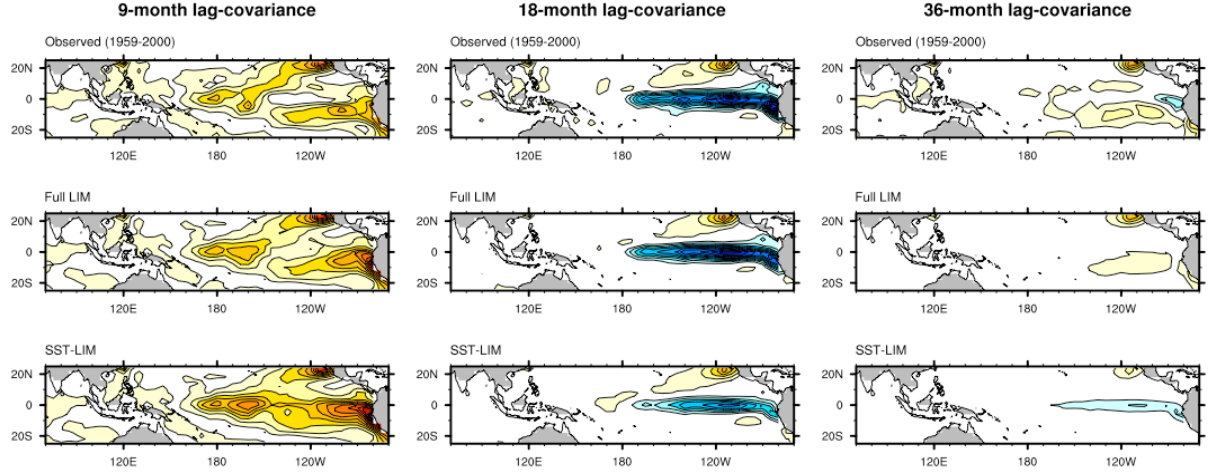 9-month lag-covariance
18-month lag-covariance
36-month lag-covariance
Observed (1959-2000)
Observed (1959-2000)
Observed (1959-2000)
20N
0
20S
120E
180
120W
20N
0
20S
120E
180
120W
20N
0
20S
120E
180
120W
Full LIM
Full LIM
Full LIM
20N
0
20S
120E
180
120W
20N
0
20S
120E
180
120W
20N
0
20S
120E
180
120W
SST-LIM
SST-LIM
SST-LIM
20N
0
20S
120E
180
120W
20N
0
20S
120E
180
120W
20N
0
20S
120E
180
120W